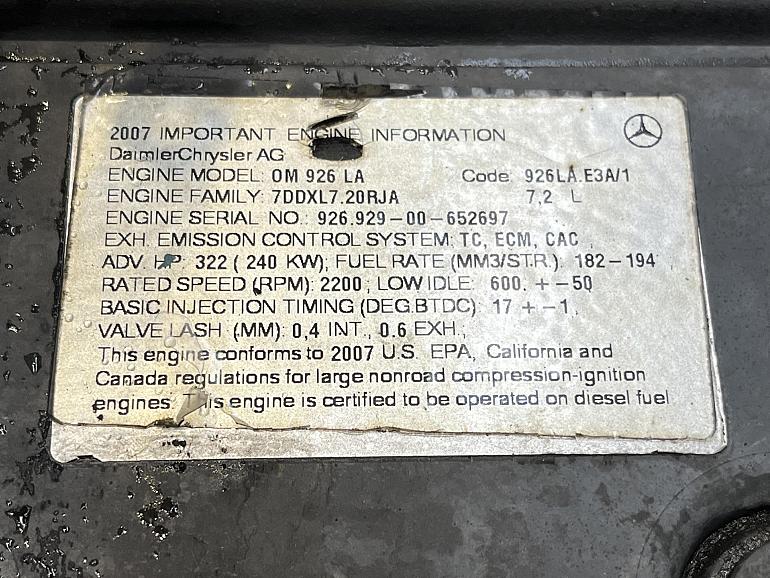 2007 IMPORTANT ENGINE INFORMATION
DaimlerChrysler AG
ENGINE MODEL: OM 926 LA Code: 926LA.E3A/1
ENGINE FAMILY: 7DDXL7.20RJA 7,2 L
ENGINE SERIAL NO.: 926.929-00-652697
EXH. EMISSION CONTROL SYSTEM: TC, ECM, CAC
ADV. HP: 322 ( 240 KW); FUEL RATE (MM3/STR.): 182-194
RATED SPEED (RPM): 2200; LOW IDLE: 600. +-50
BASIC INJECTION TIMING (DEG.BTDC): 17 +-1
VALVE LASH (MM): 0,4 INT., 0.6 EXH.;
This engine conforms to 2007 U.S. EPA, California and
Canada regulations for large nonroad compression-ignition
engines. This engine is certified to be operated on diesel fuel